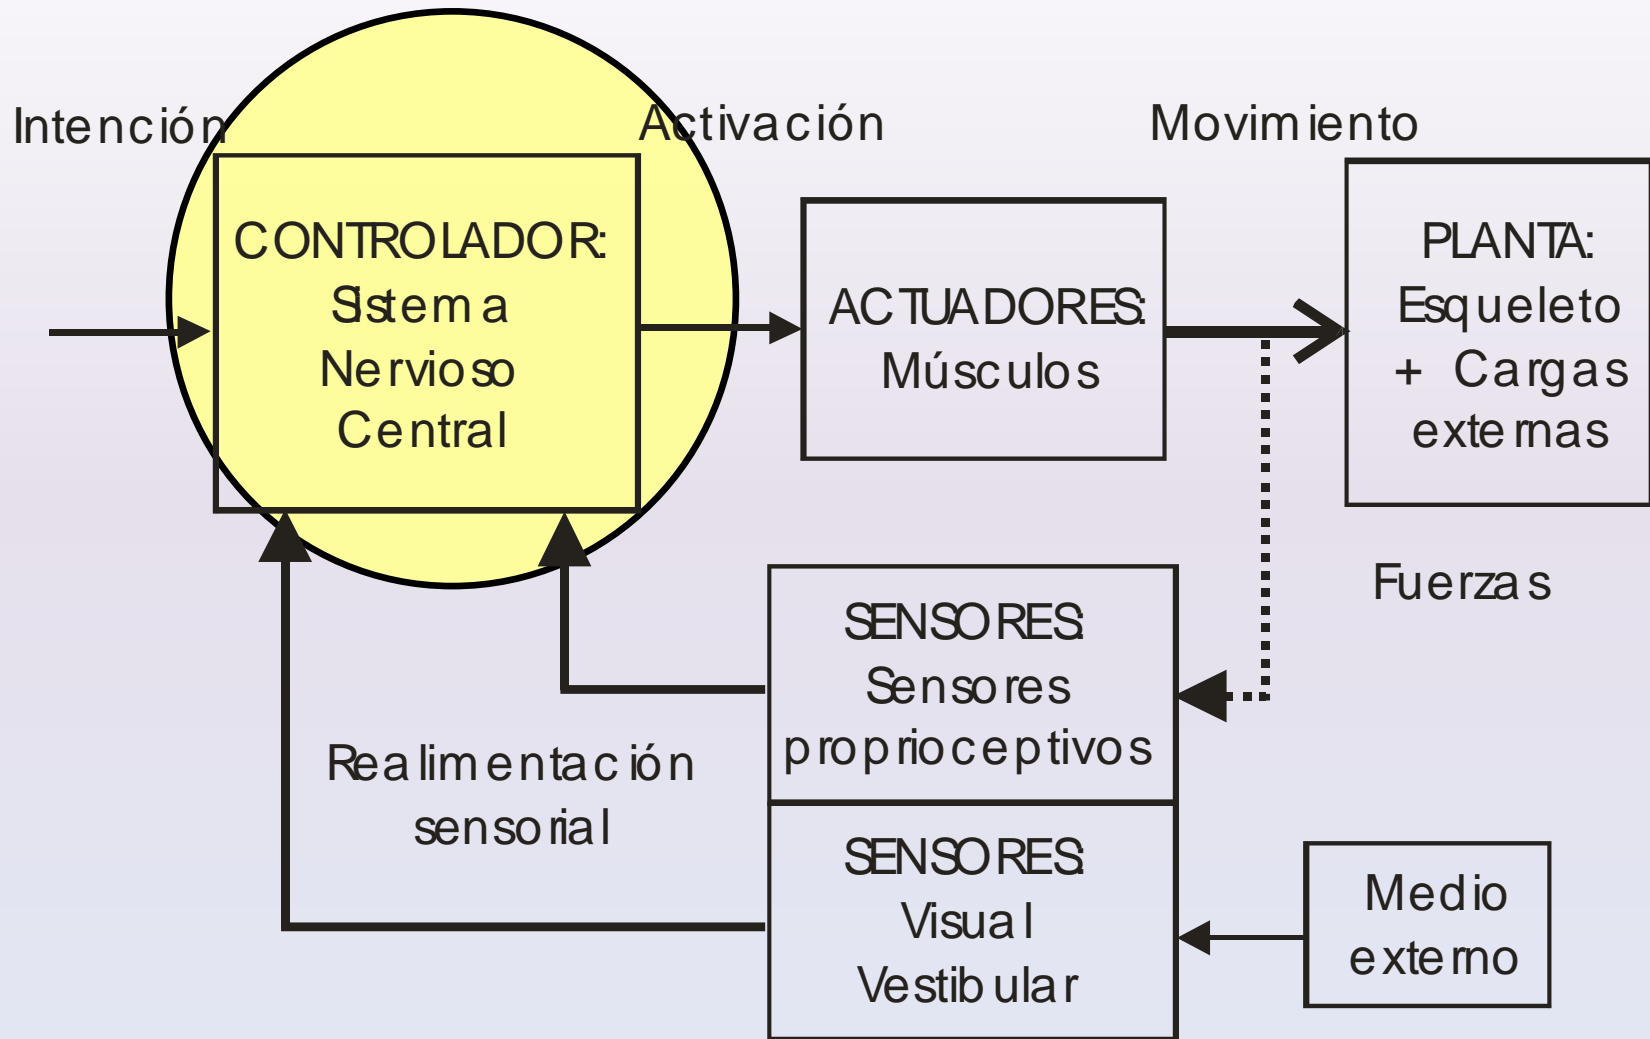 Intención
Activación
Movimiento
CONTROLADOR:
Sistema
Nervioso
Central
ACTUADORES:
Músculos
PLANTA:
Esqueleto
+ Cargas
externas
Fuerzas
SENSORES:
Sensores
proprioceptivos
Realimentación
sensorial
SENSORES:
Visual
Vestibular
Medio
externo